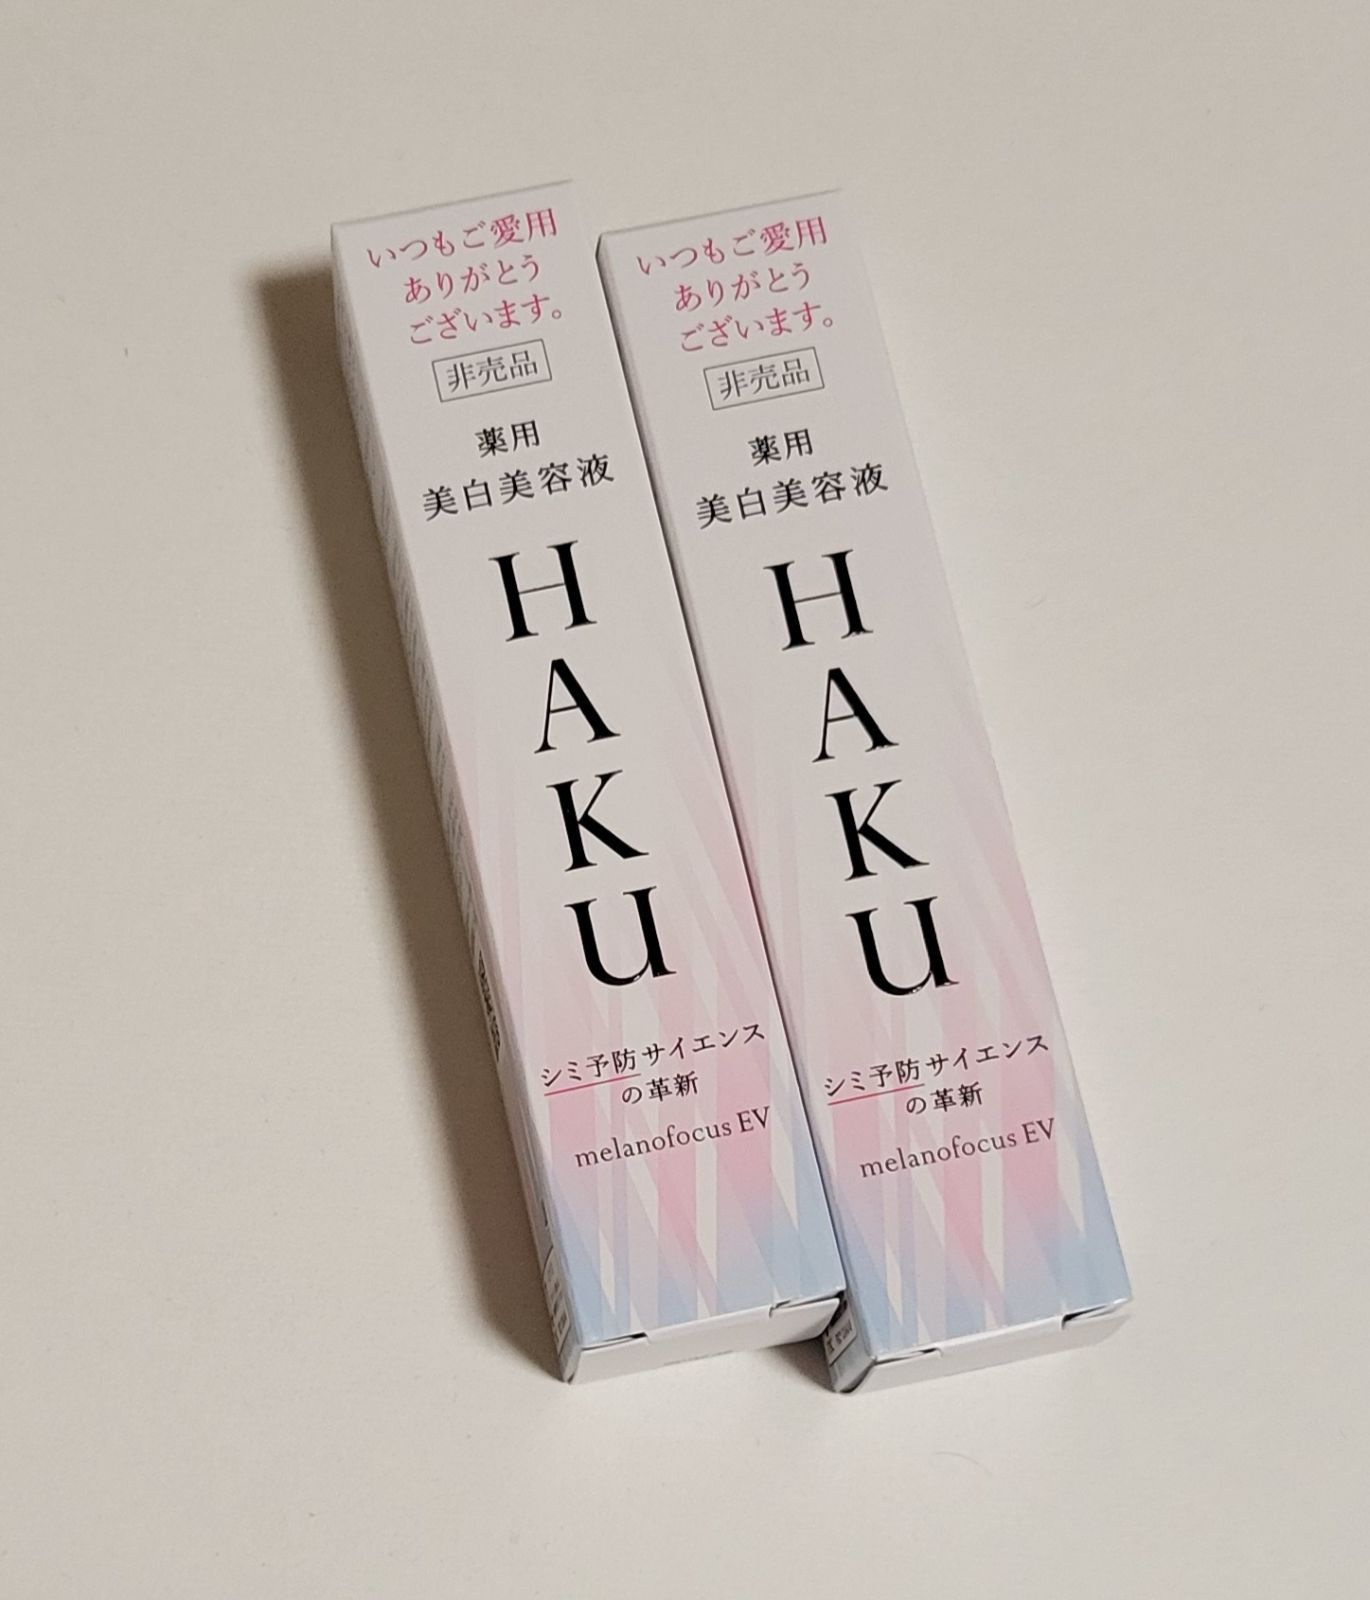 いつもご愛用
ありがとう
ございます。
非売品
薬用
美白美容液
HAKU
シミ予防サイエンス
の革新
melanofocus EV
いつもご愛用
ありがとう
ございます。
非売品
薬用
美白美容液
HAKU
シミ予防サイエンス
の革新
melanofocus EV